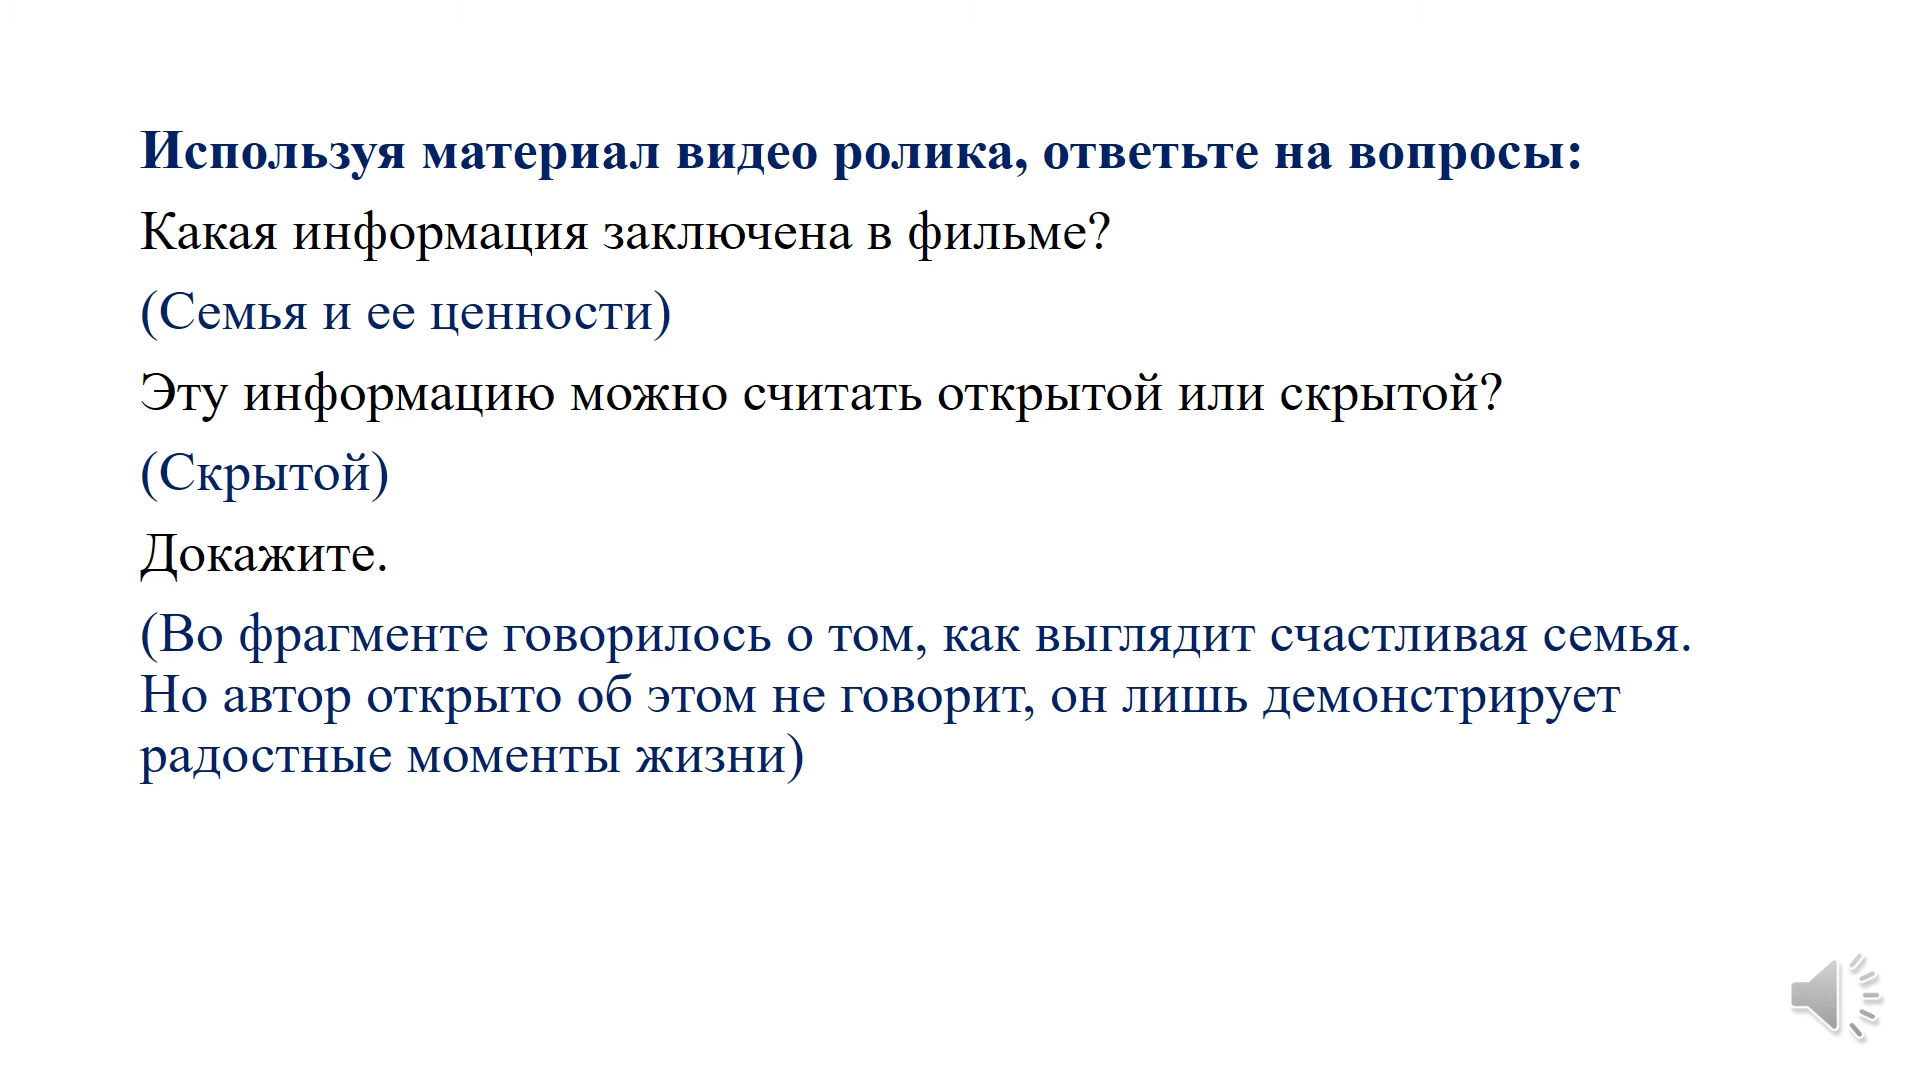 Используя материал видео ролика, ответьте на вопросы:
Какая информация заключена в фильме?
(Семья и ее ценности)
Эту информацию можно считать открытой или скрытой?
(Скрытой)
Докажите.
(Во фрагменте говорилось о том, как выглядит счастливая семья.
Но автор открыто об этом не говорит, он лишь демонстрирует
радостные моменты жизни)